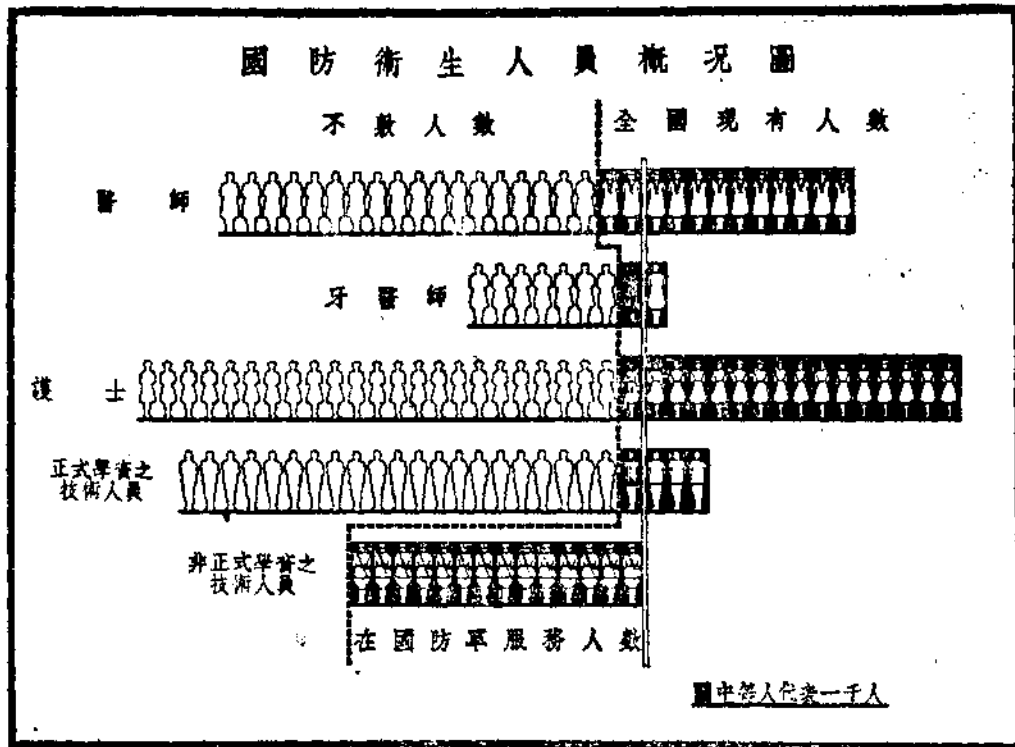 國防衛生人員概況圖
不敷人數
全國現有人數
醫師
牙醫師
護士
正式學資之
技術人員
非正式學資之
技術人員
在國防軍服務人數
圖中每人代表一千人